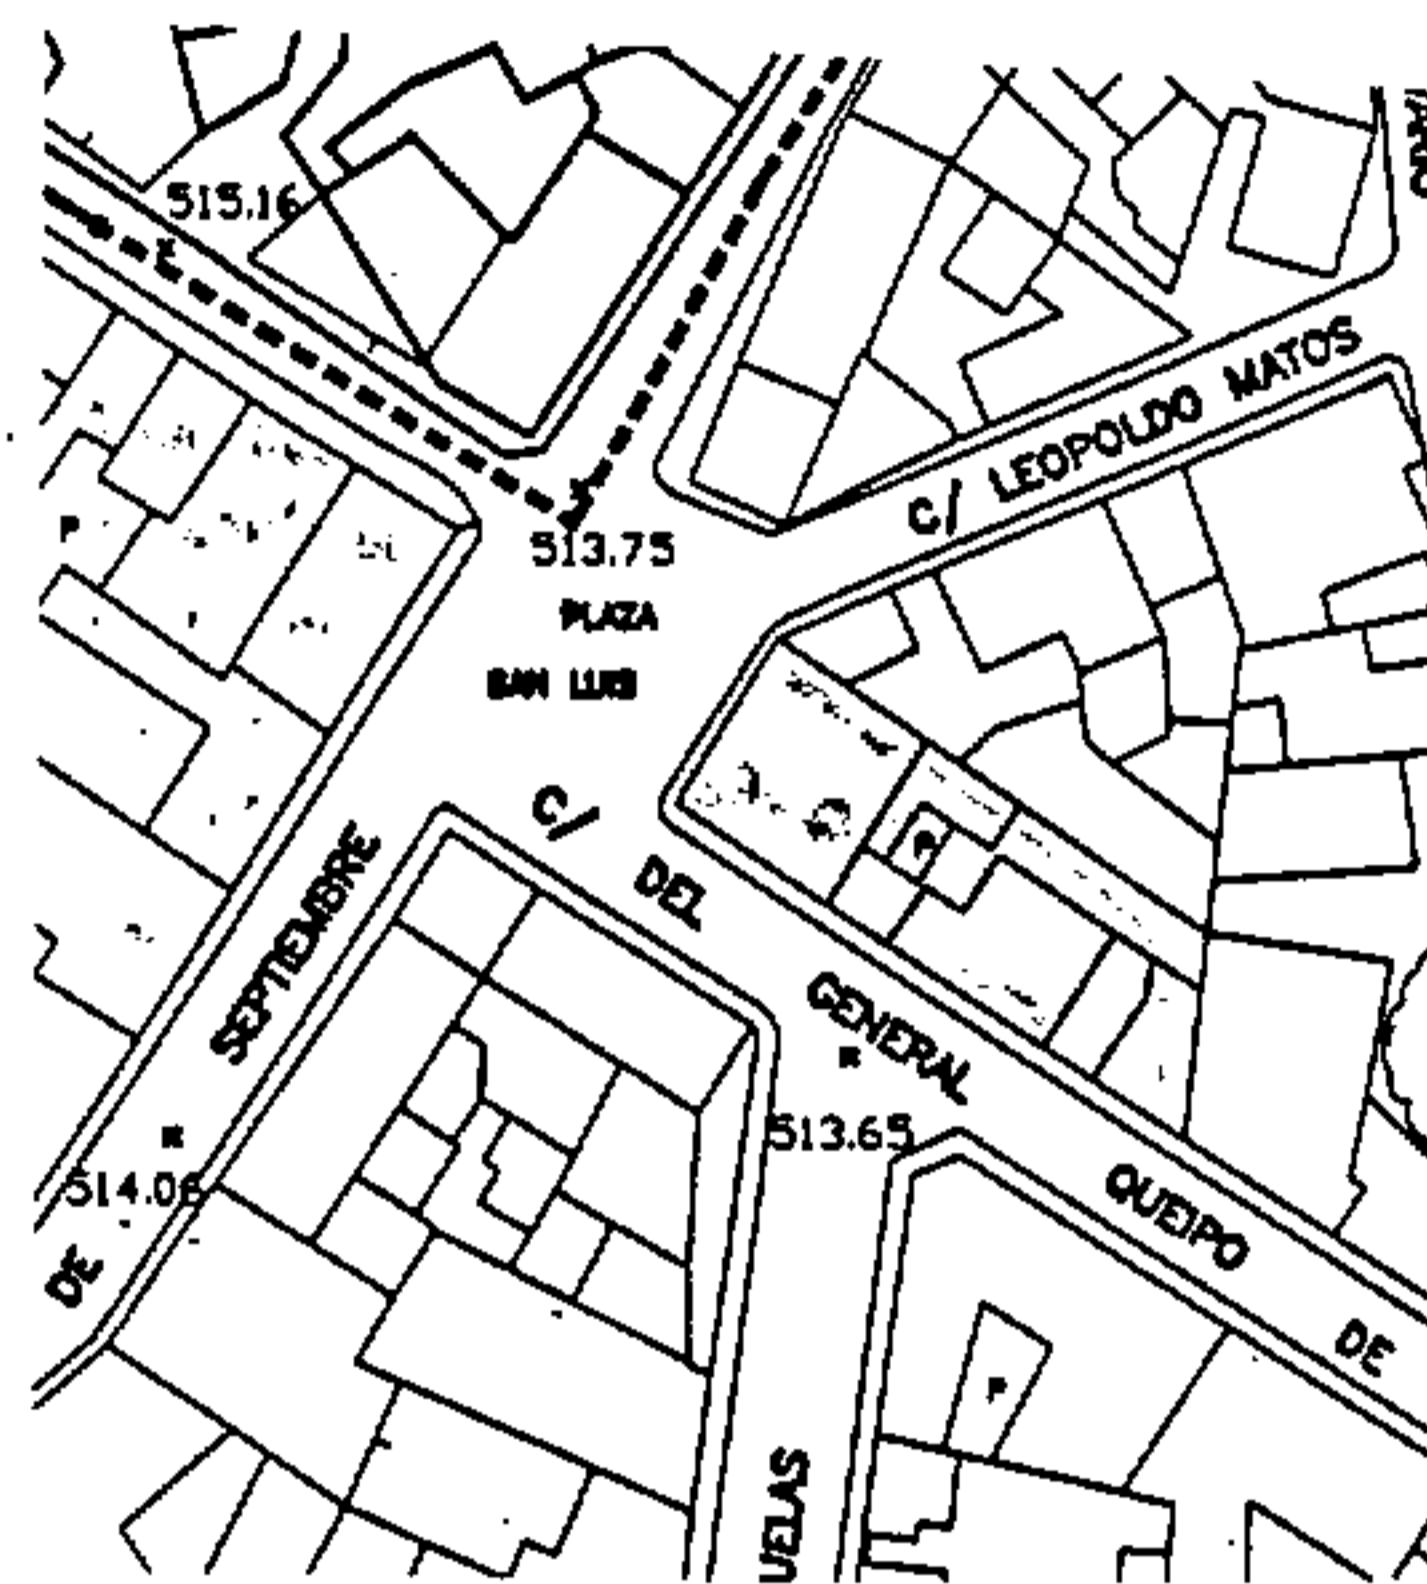 515.16
C/ LEOPOLDO MATOS
P
513.75
PLAZA
SAN LUIS
C/ DEL GENERAL QUEIPO DE
P
SEPTIEMBRE
513.65
514.06
DE
P
UELAS